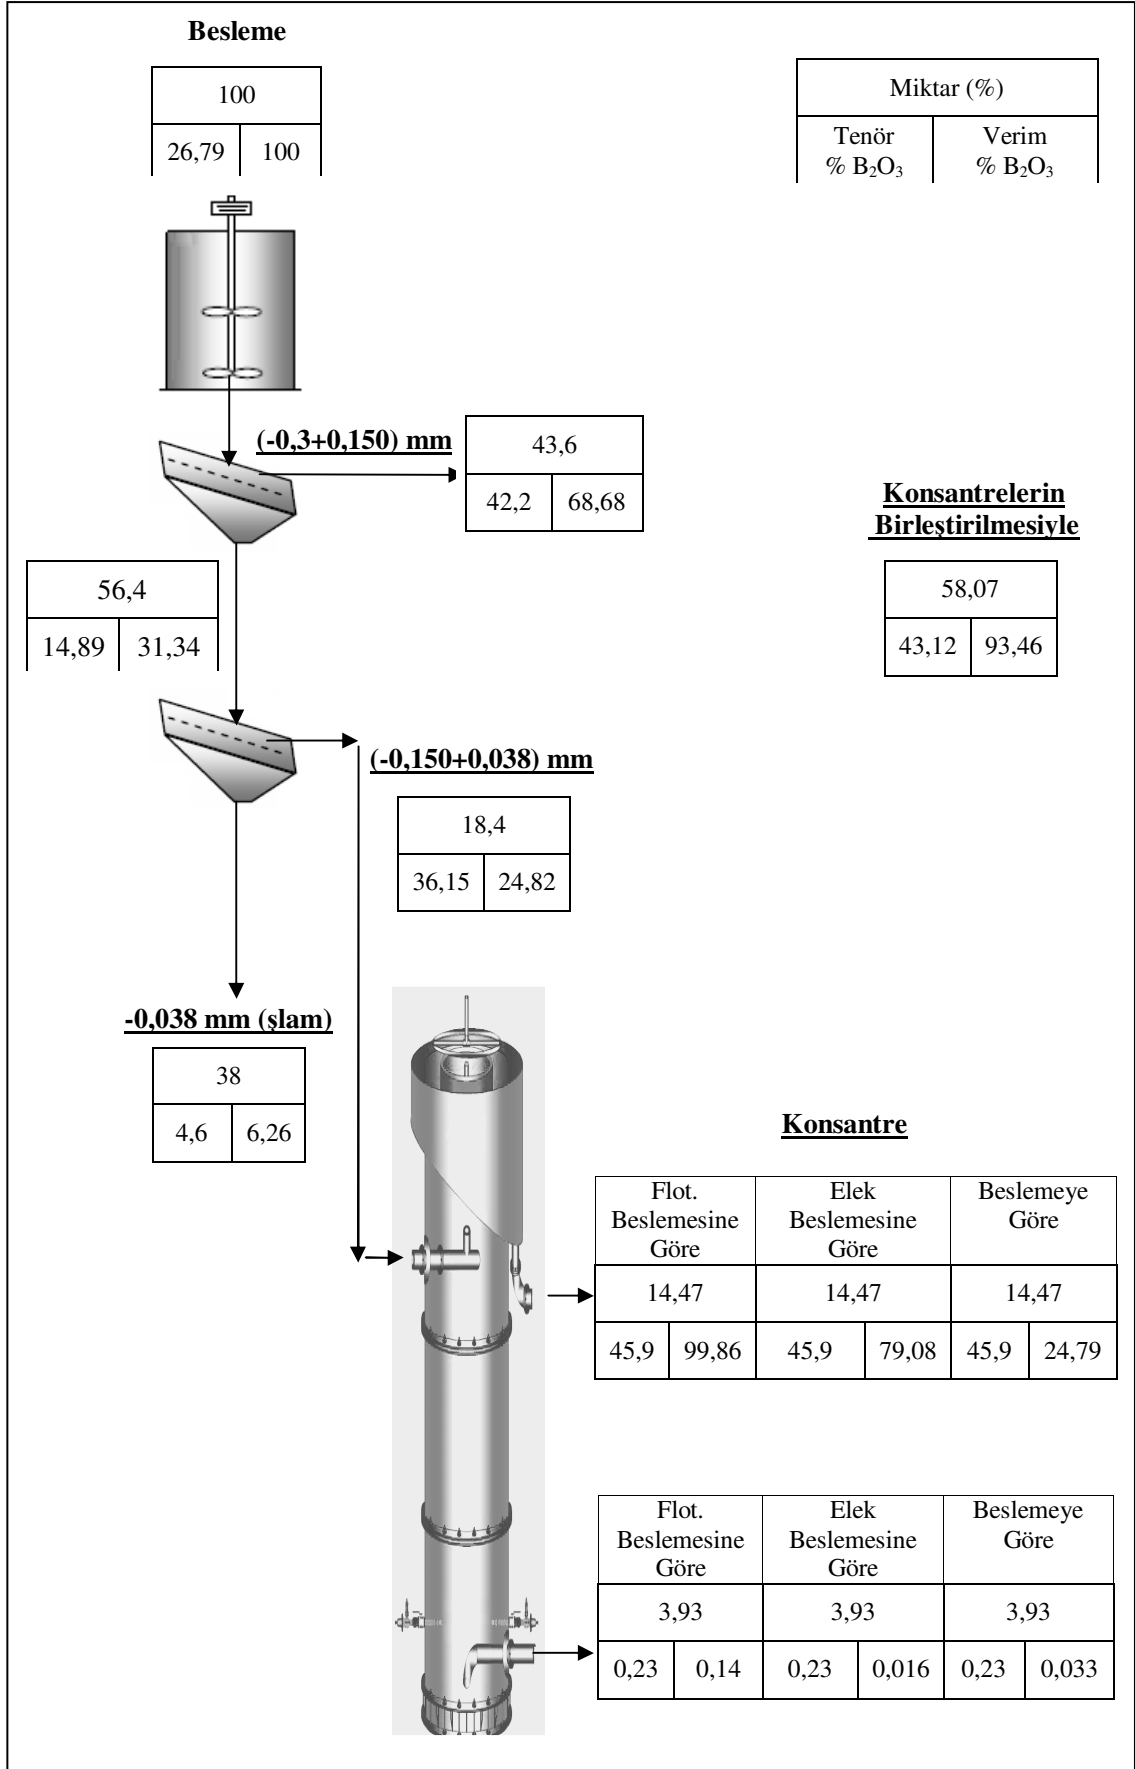 Besleme
100
26,79 100
Miktar (%)
Tenör Verim
% B₂O₃ % B₂O₃
(-0,3+0,150) mm
43,6
42,2 68,68
Konsantrelerin
Birleştirilmesiyle
58,07
43,12 93,46
56,4
14,89 31,34
(-0,150+0,038) mm
18,4
36,15 24,82
-0,038 mm (şlam)
38
4,6 6,26
Konsantre
Flot. Elek Beslemeye
Beslemesine Beslemesine Göre
Göre Göre
14,47 14,47 14,47
45,9 99,86 45,9 79,08 45,9 24,79
Flot. Elek Beslemeye
Beslemesine Beslemesine Göre
Göre Göre
3,93 3,93 3,93
0,23 0,14 0,23 0,016 0,23 0,033